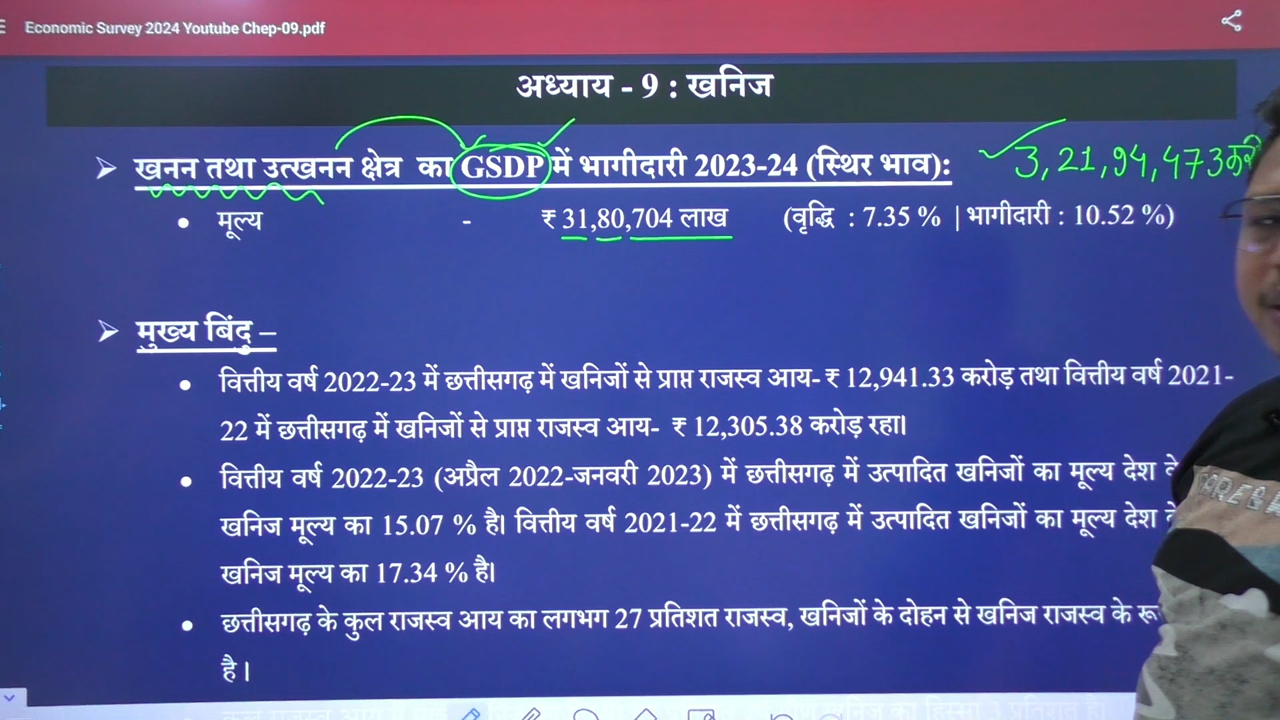 Economic Survey 2024 Youtube Chep-09.pdf
अध्याय - 9 : खनिज
➢ खनन तथा उत्खनन क्षेत्र का GSDP में भागीदारी 2023-24 (स्थिर भाव): 3,21,94,473
• मूल्य - ₹ 31,80,704 लाख (वृद्धि : 7.35 % | भागीदारी : 10.52 %)
➢ मुख्य बिंदु –
• वित्तीय वर्ष 2022-23 में छत्तीसगढ़ में खनिजों से प्राप्त राजस्व आय- ₹ 12,941.33 करोड़ तथा वित्तीय वर्ष 2021-
22 में छत्तीसगढ़ में खनिजों से प्राप्त राजस्व आय- ₹ 12,305.38 करोड़ रहा।
• वित्तीय वर्ष 2022-23 (अप्रैल 2022-जनवरी 2023) में छत्तीसगढ़ में उत्पादित खनिजों का मूल्य देश
खनिज मूल्य का 15.07 % है। वित्तीय वर्ष 2021-22 में छत्तीसगढ़ में उत्पादित खनिजों का मूल्य देश
खनिज मूल्य का 17.34 % है।
• छत्तीसगढ़ के कुल राजस्व आय का लगभग 27 प्रतिशत राजस्व, खनिजों के दोहन से खनिज राजस्व के
है।